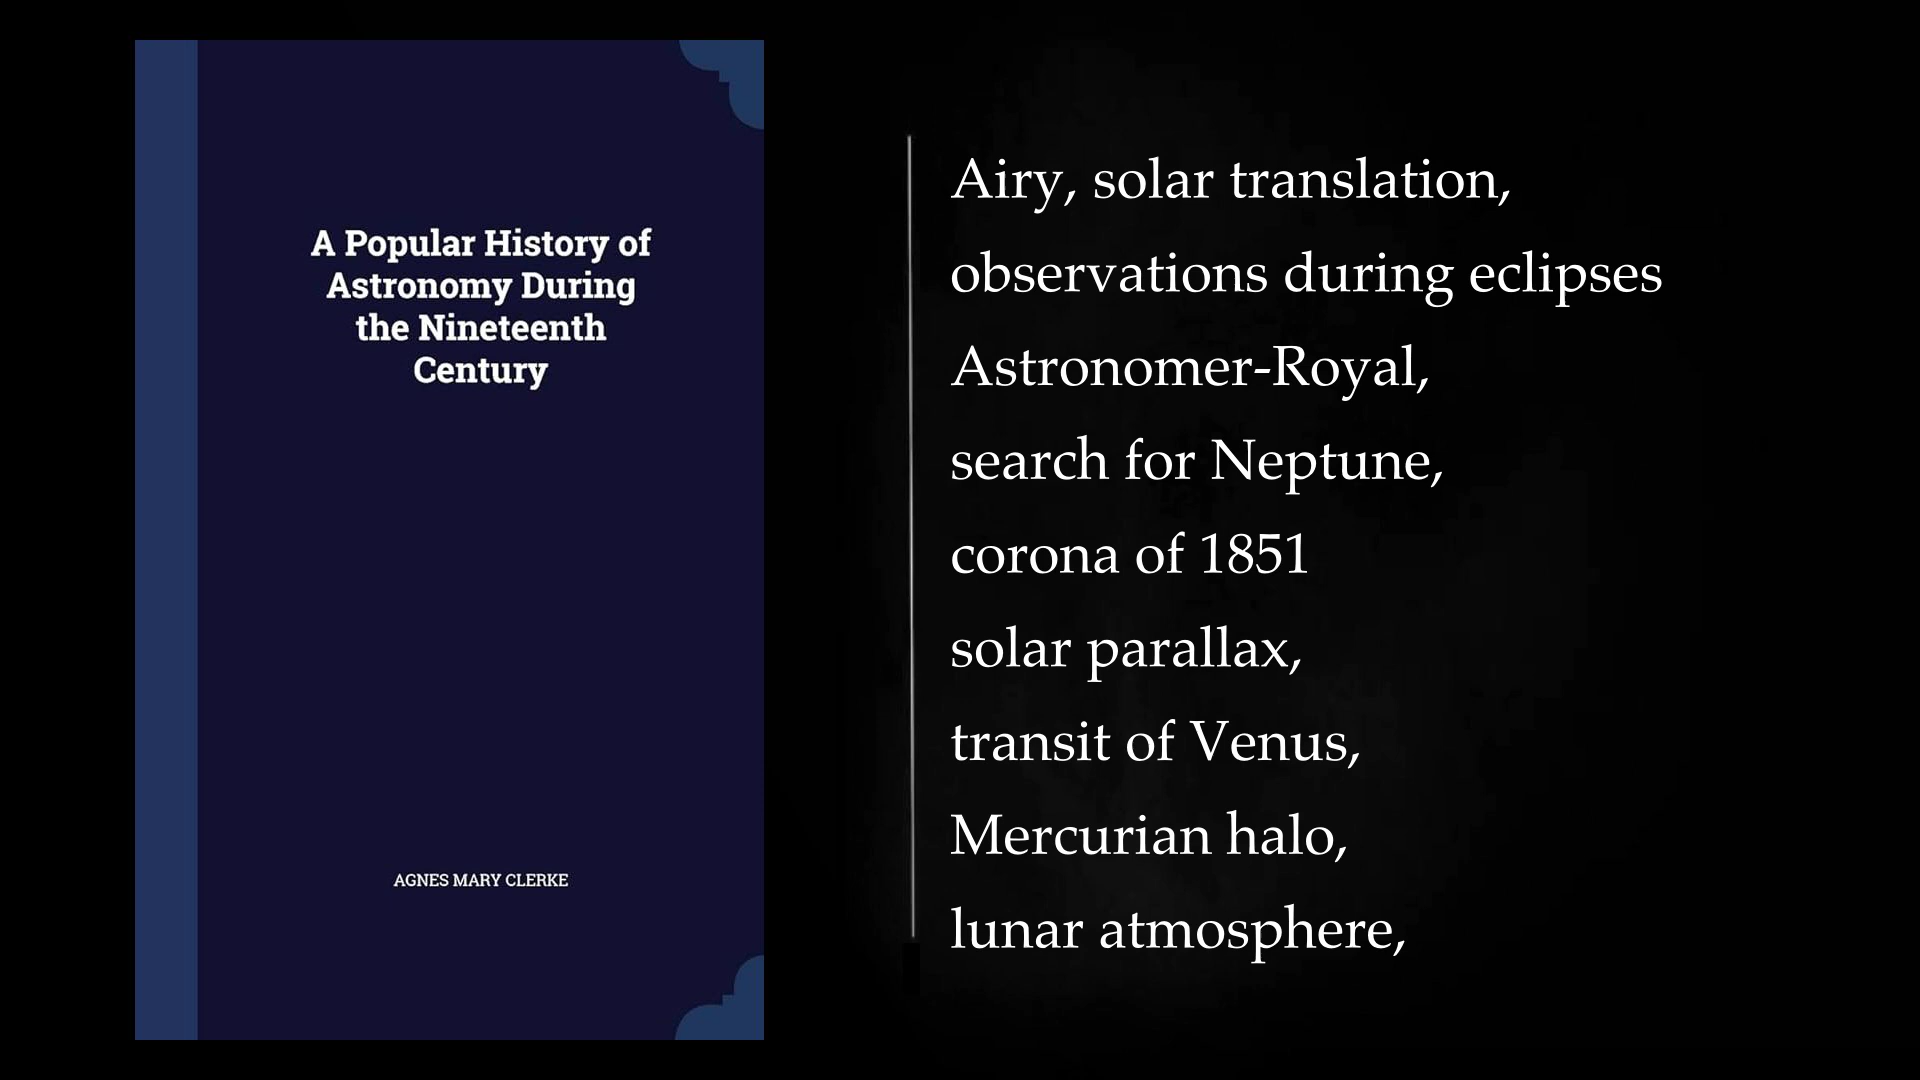 A Popular History of
Astronomy During
the Nineteenth
Century
AGNES MARY CLERKE
Airy, solar translation,
observations during eclipses
Astronomer-Royal,
search for Neptune,
corona of 1851
solar parallax,
transit of Venus,
Mercurian halo,
lunar atmosphere,